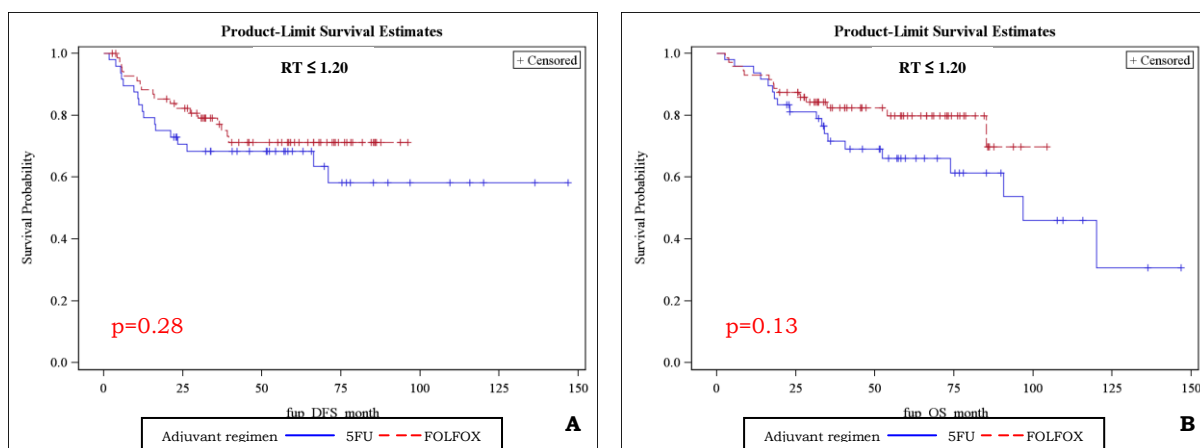 Product-Limit Survival Estimates
+ Censored
RT ≤ 1.20
1.0
0.8
0.6
0.4
0.2
0.0
Survival Probability
p=0.28
0 25 50 75 100 125 150
fup_DFS_month
Adjuvant regimen 5FU FOLFOX
A
Product-Limit Survival Estimates
+ Censored
RT ≤ 1.20
1.0
0.8
0.6
0.4
0.2
0.0
Survival Probability
p=0.13
0 25 50 75 100 125 150
fup_OS_month
Adjuvant regimen 5FU FOLFOX
B